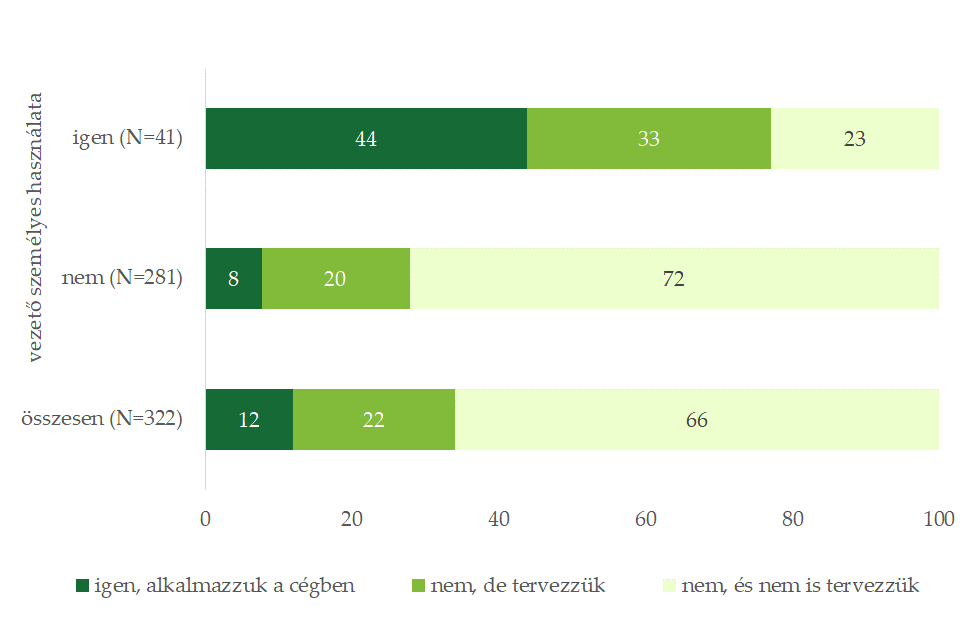 vezető személyes használata
igen (N=41)
44
33
23
nem (N=281)
8
20
72
összesen (N=322)
12
22
66
0
20
40
60
80
100
igen, alkalmazzuk a cégben
nem, de tervezzük
nem, és nem is tervezzük